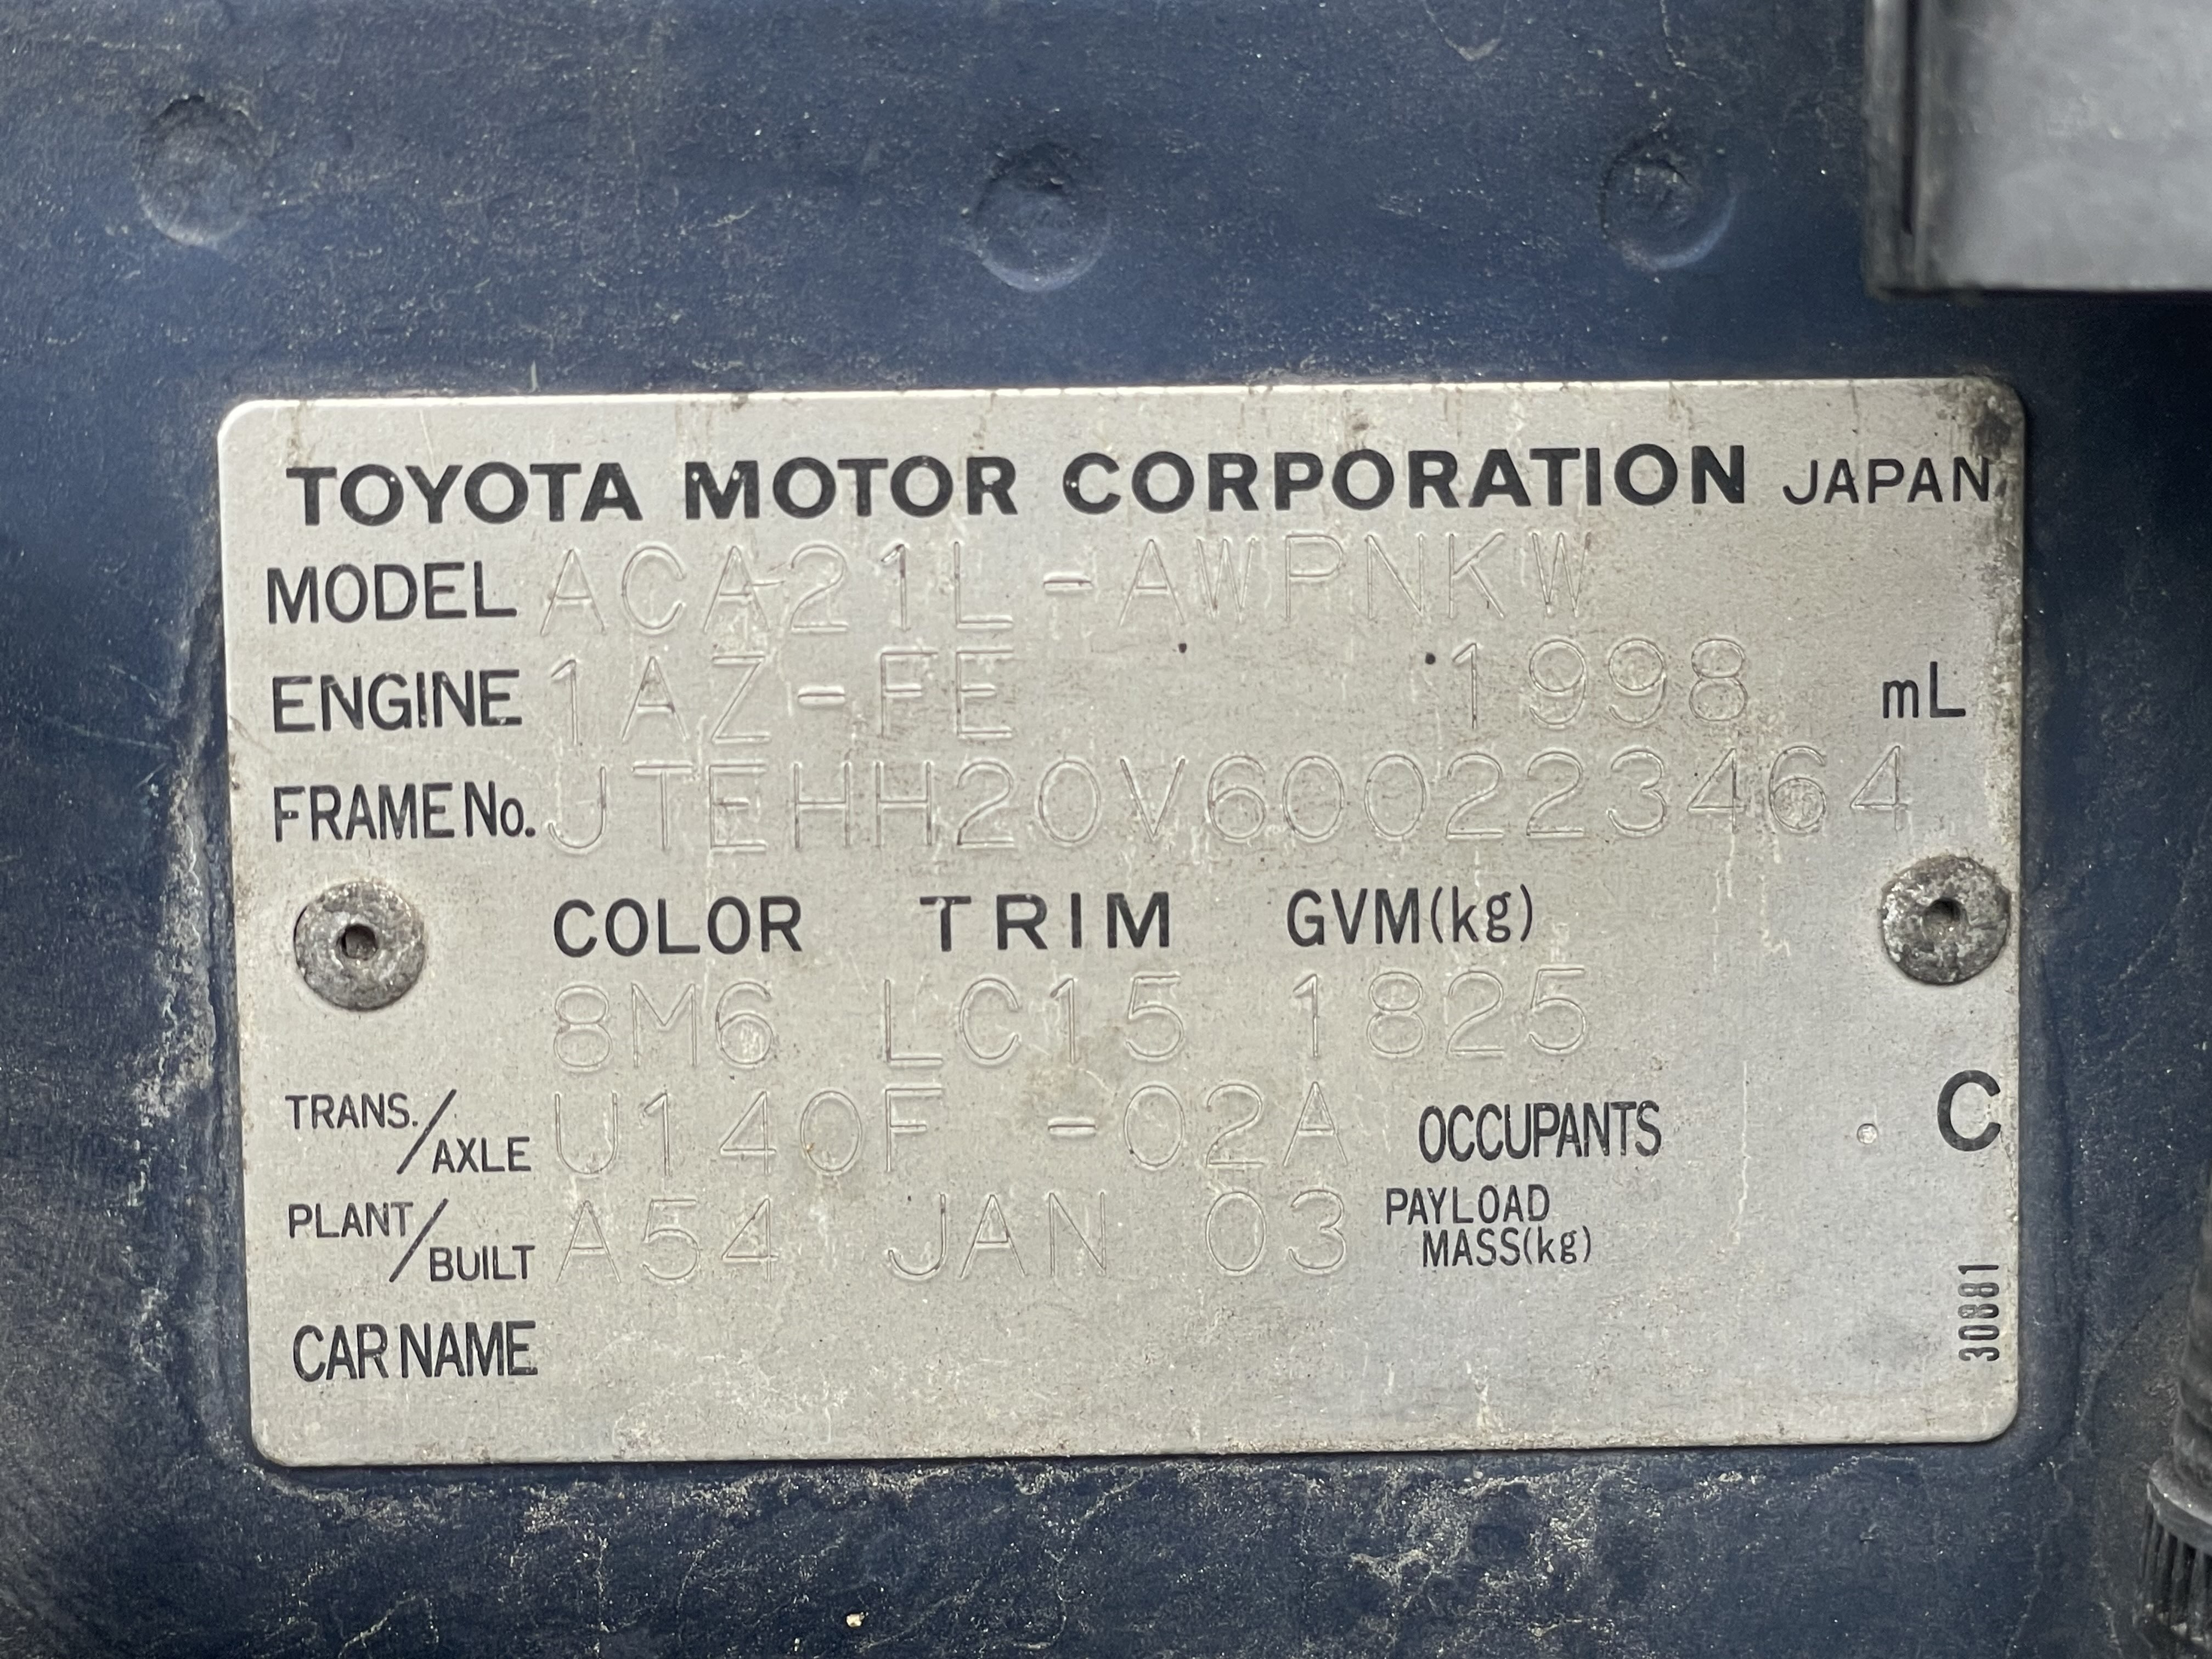 TOYOTA MOTOR CORPORATION JAPAN
MODEL ACA21L-AWPNKW
ENGINE 1AZ-FE 1998 mL
FRAME No. JTEHH20V600223464
COLOR TRIM GVM(kg)
8M6 LC15 1825
TRANS./AXLE U140F -02A OCCUPANTS C
PLANT/BUILT A54 JAN 03 PAYLOAD MASS(kg)
CAR NAME
30881